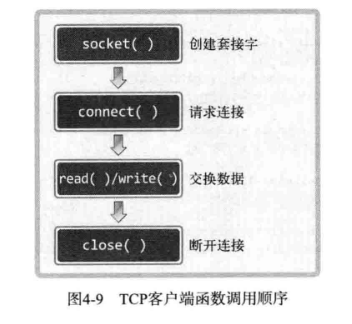 socket( ) 创建套接字
connect( ) 请求连接
read( )/write( ) 交换数据
close( ) 断开连接
图4-9 TCP客户端函数调用顺序